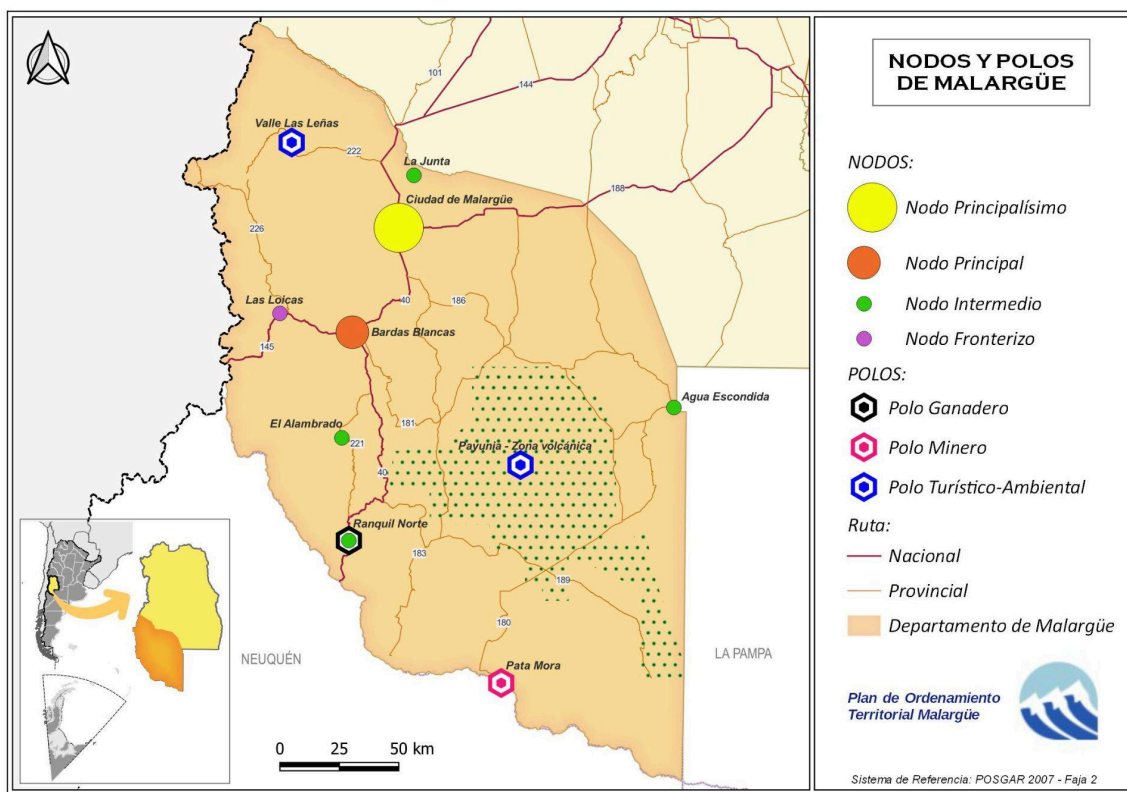 101
144
Valle Las Leñas
222
La Junta
188
Ciudad de Malargüe
226
Las Loicas
40
186
145
Bardas Blancas
Agua Escondida
El Alambrado
181
221
Payunia - Zona volcánica
40
Ranquil Norte
183
189
180
NEUQUÉN
LA PAMPA
Pata Mora
0 25 50 km
NODOS Y POLOS
DE MALARGÜE
NODOS:
Nodo Principalísimo
Nodo Principal
Nodo Intermedio
Nodo Fronterizo
POLOS:
Polo Ganadero
Polo Minero
Polo Turístico-Ambiental
Ruta:
Nacional
Provincial
Departamento de Malargüe
Plan de Ordenamiento
Territorial Malargüe
Sistema de Referencia: POSGAR 2007 - Faja 2